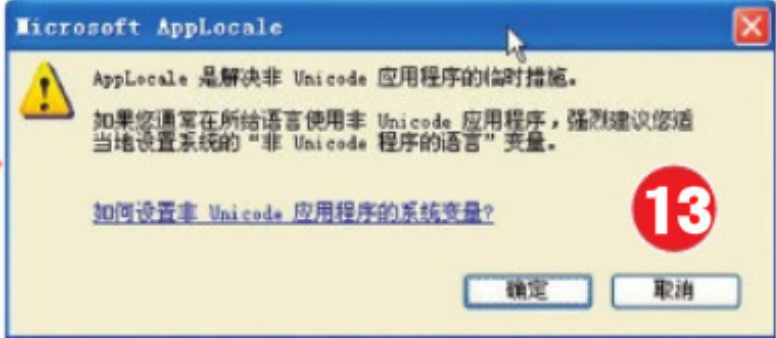 Microsoft AppLocale
AppLocale 是解决非 Unicode 应用程序的临时措施。
如果您通常在所给语言使用非 Unicode 应用程序，强烈建议您适
当地设置系统的“非 Unicode 程序的语言”变量。
如何设置非 Unicode 应用程序的系统变量?
13
确定
取消